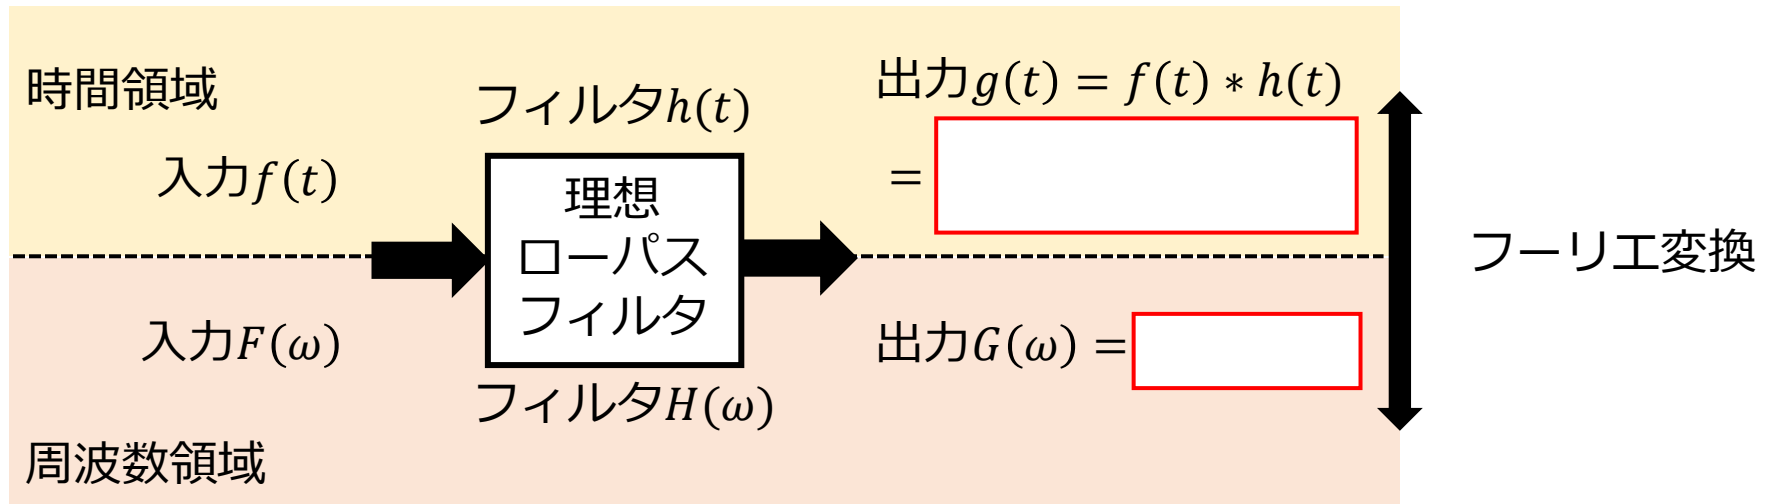 時間領域
フィルタh(t)
出力g(t) = f(t) ∗ h(t)
=
入力f(t)
理想
ローパス
フィルタ
フーリエ変換
入力F(ω)
出力G(ω) =
フィルタH(ω)
周波数領域